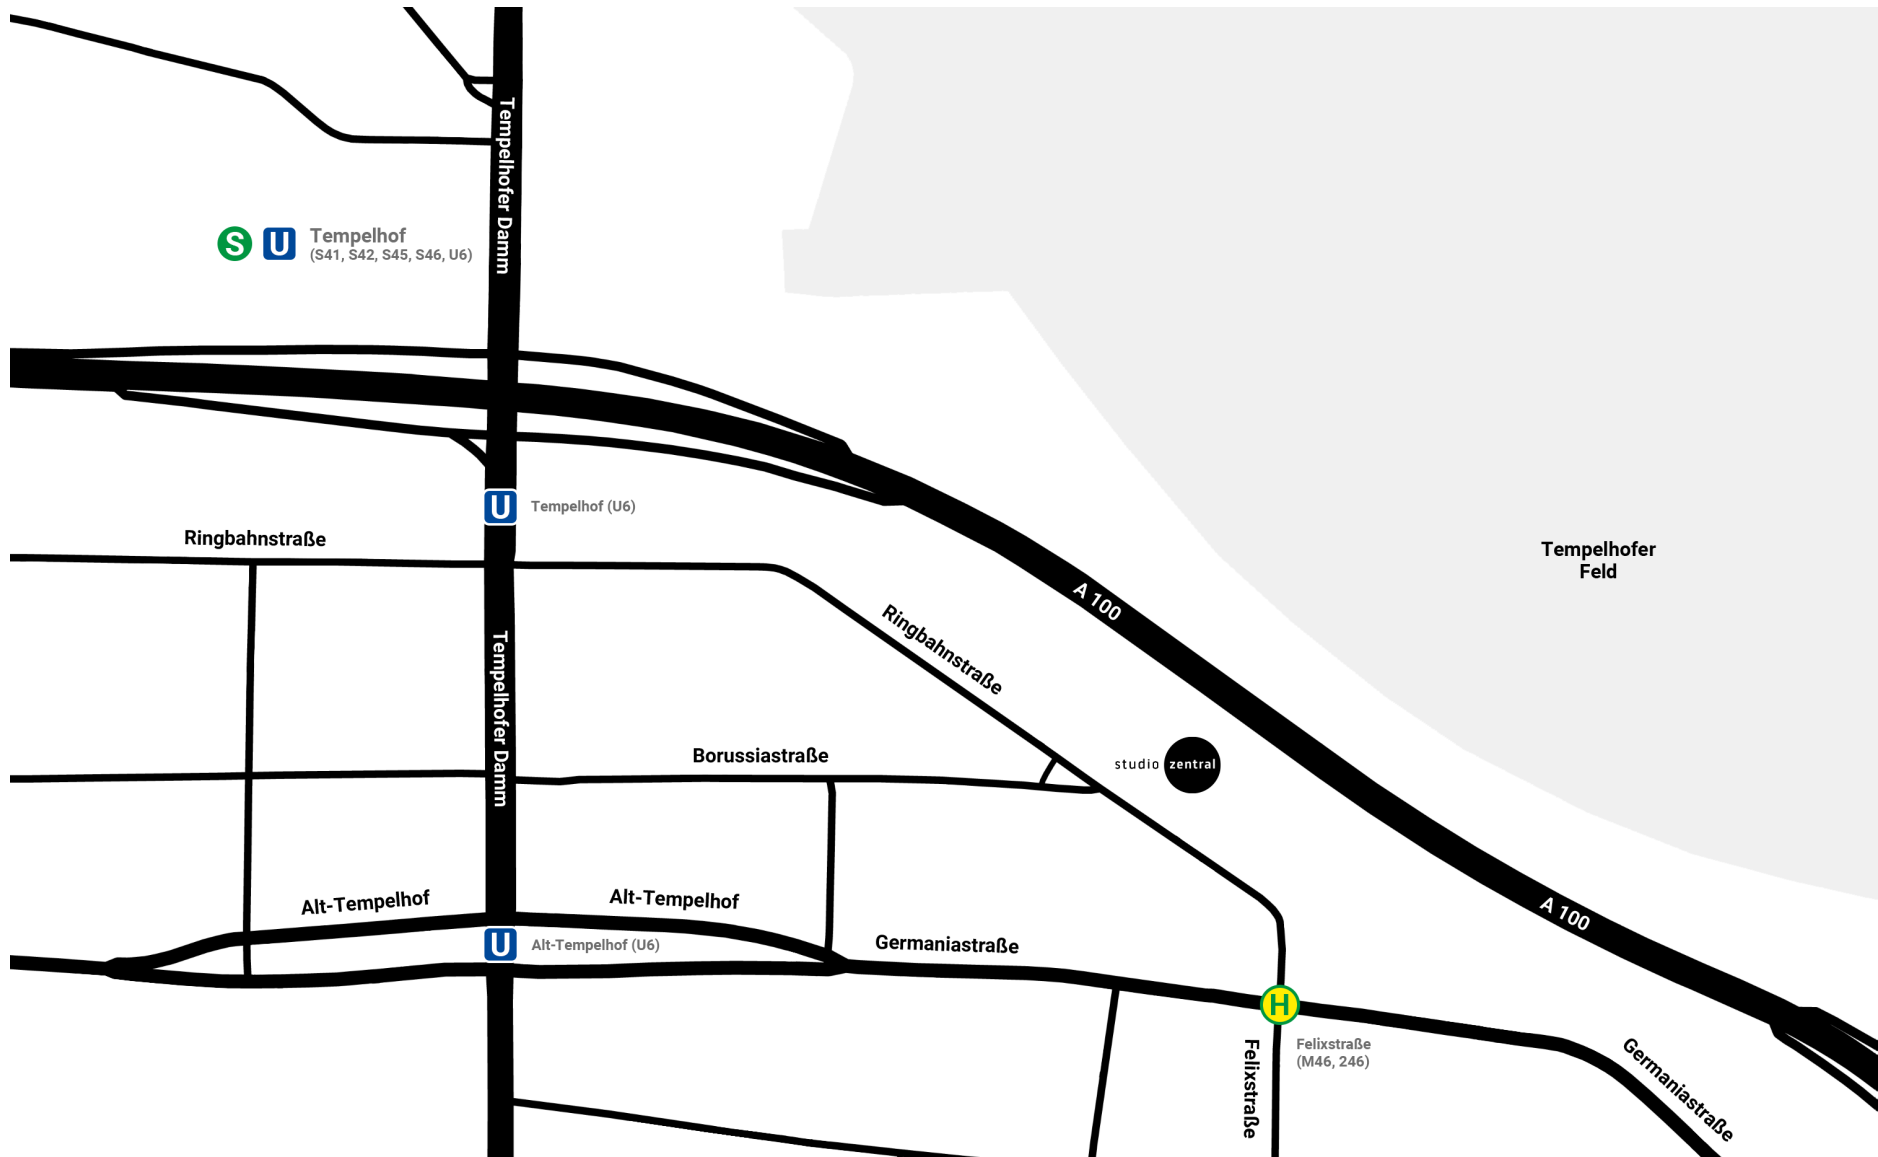 Tempelhofer Damm
S
U
Tempelhof
(S41, S42, S45, S46, U6)
U
Tempelhof (U6)
Ringbahnstraße
Tempelhofer
Feld
A 100
Ringbahnstraße
Tempelhofer Damm
Borussiastraße
studio zentral
Alt-Tempelhof
Alt-Tempelhof
A 100
U
Alt-Tempelhof (U6)
Germaniastraße
H
Felixstraße
Felixstraße
(M46, 246)
Germaniastraße